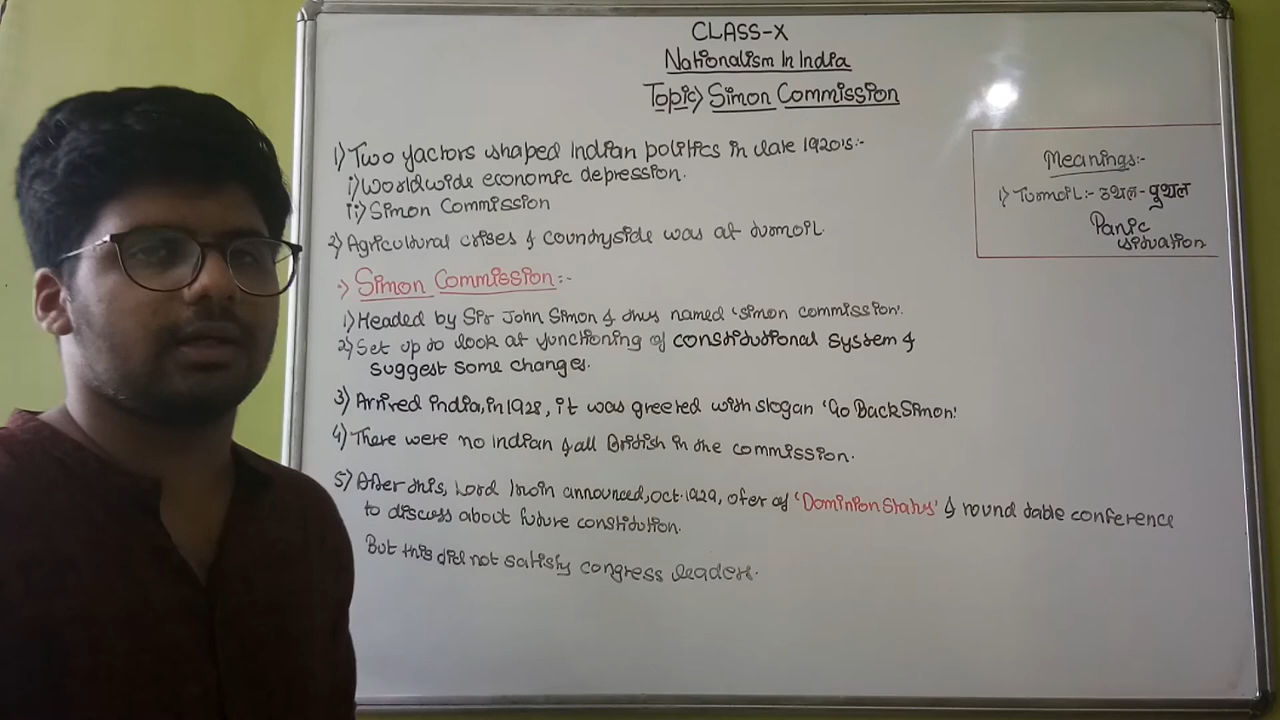 CLASS-X
Nationalism In India
Topic> Simon Commission
1) Two factors shaped Indian politics in late 1920's:-
i) Worldwide economic depression.
ii) Simon Commission
2) Agricultural crises & countryside was at turmoil.
Meanings:-
1) Turmoil:- उथल-पुथल
Panic
situation
•> Simon Commission:-
1) Headed by Sir John Simon & thus named 'simon commission'.
2) Set up to look at functioning of constitutional system &
suggest some changes.
3) Arrived India, in 1928, it was greeted with slogan 'Go Back Simon'.
4) There were no Indian & all British in the commission.
5) After this, Lord Irwin announced, oct. 1929, ofer of 'Dominion Status' & round table conference
to discuss about future constitution.
But this did not satisfy congress leaders.